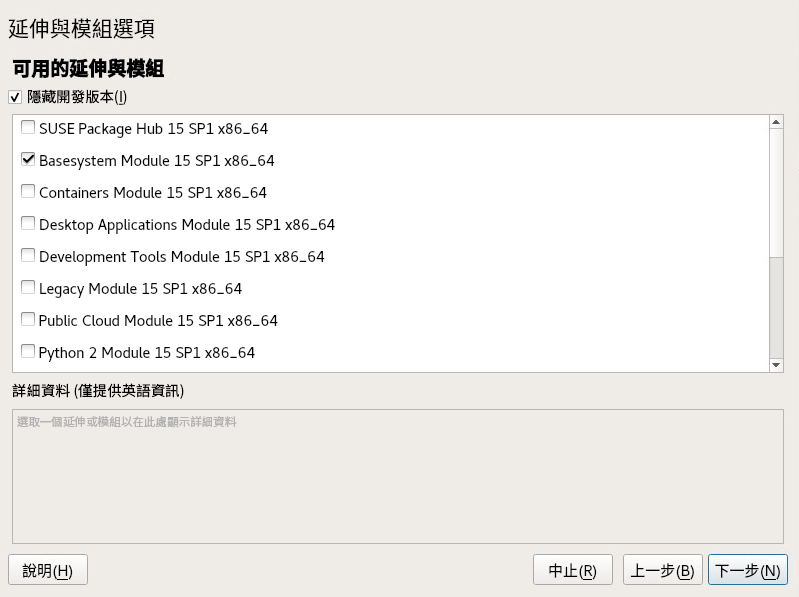 延伸與模組選項
可用的延伸與模組
隱藏開發版本(I)
SUSE Package Hub 15 SP1 x86_64
Basesystem Module 15 SP1 x86_64
Containers Module 15 SP1 x86_64
Desktop Applications Module 15 SP1 x86_64
Development Tools Module 15 SP1 x86_64
Legacy Module 15 SP1 x86_64
Public Cloud Module 15 SP1 x86_64
Python 2 Module 15 SP1 x86_64
詳細資料 (僅提供英語資訊)
選取一個延伸或模組以在此處顯示詳細資料
說明(H) 中止(R) 上一步(B) 下一步(N)